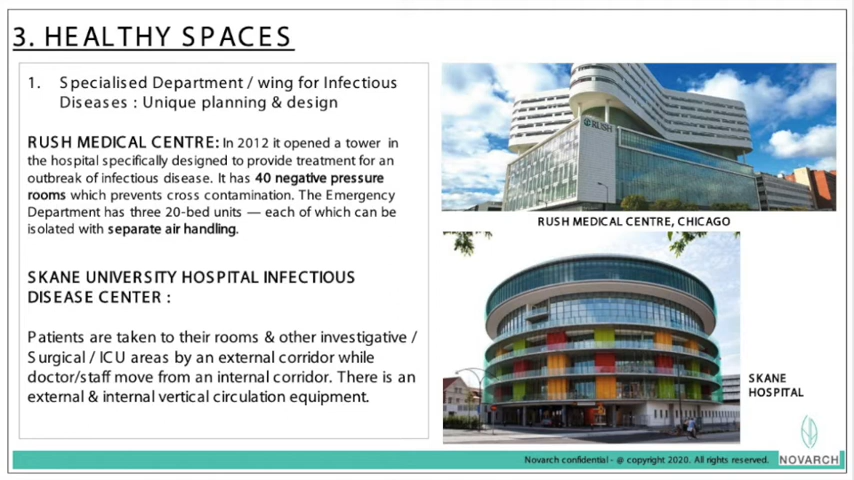 3. HEALTHY SPACES
1. Specialised Department / wing for Infectious
Diseases : Unique planning & design
RUSH MEDICAL CENTRE: In 2012 it opened a tower in
the hospital specifically designed to provide treatment for an
outbreak of infectious disease. It has 40 negative pressure
rooms which prevents cross contamination. The Emergency
Department has three 20-bed units — each of which can be
isolated with separate air handling.
SKANE UNIVERSITY HOSPITAL INFECTIOUS
DISEASE CENTER :
Patients are taken to their rooms & other investigative /
Surgical / ICU areas by an external corridor while
doctor/staff move from an internal corridor. There is an
external & internal vertical circulation equipment.
RUSH
RUSH MEDICAL CENTRE, CHICAGO
SKANE
HOSPITAL
Novarch confidential - @ copyright 2020. All rights reserved.
NOVARCH